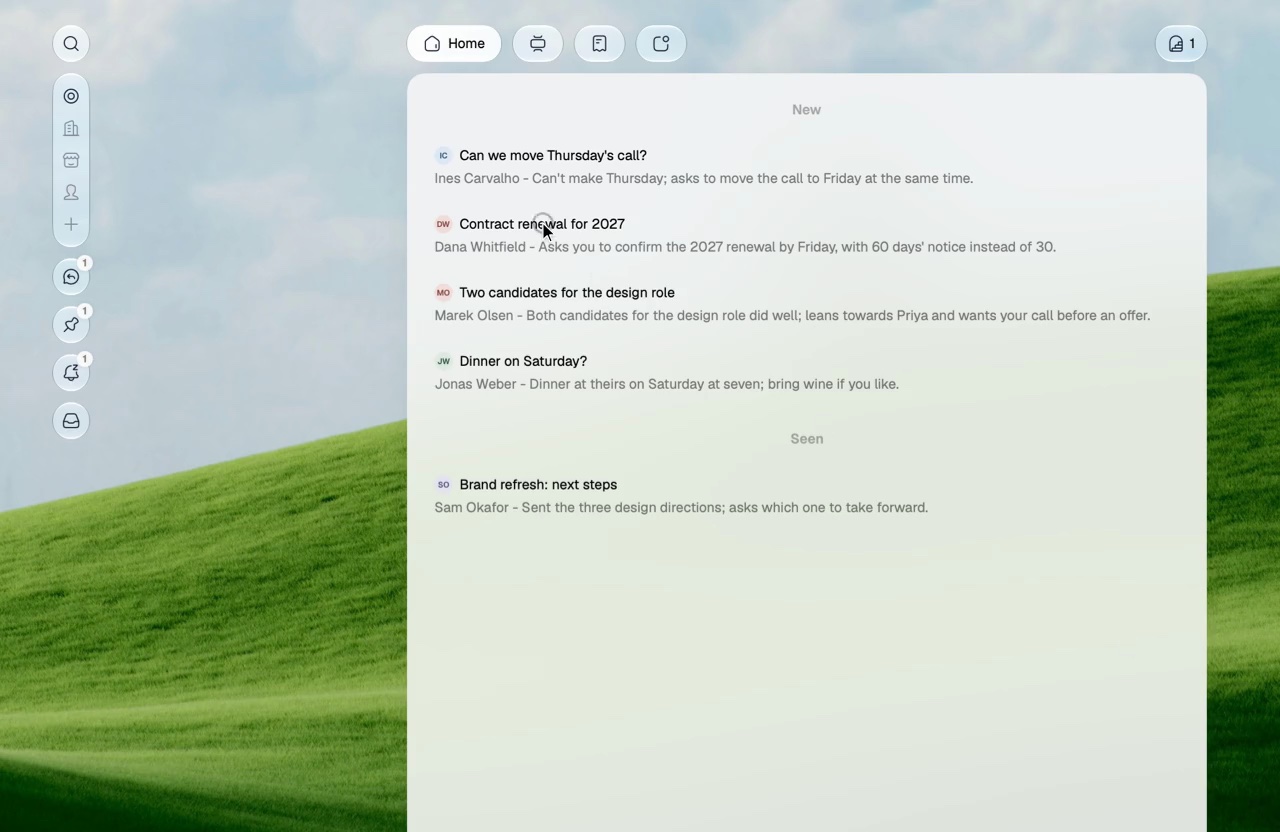 Home
1
New
IC Can we move Thursday's call?
Ines Carvalho - Can't make Thursday; asks to move the call to Friday at the same time.
DW Contract renewal for 2027
Dana Whitfield - Asks you to confirm the 2027 renewal by Friday, with 60 days' notice instead of 30.
1
MO Two candidates for the design role
Marek Olsen - Both candidates for the design role did well; leans towards Priya and wants your call before an offer.
1
JW Dinner on Saturday?
1
Jonas Weber - Dinner at theirs on Saturday at seven; bring wine if you like.
Seen
SO Brand refresh: next steps
Sam Okafor - Sent the three design directions; asks which one to take forward.